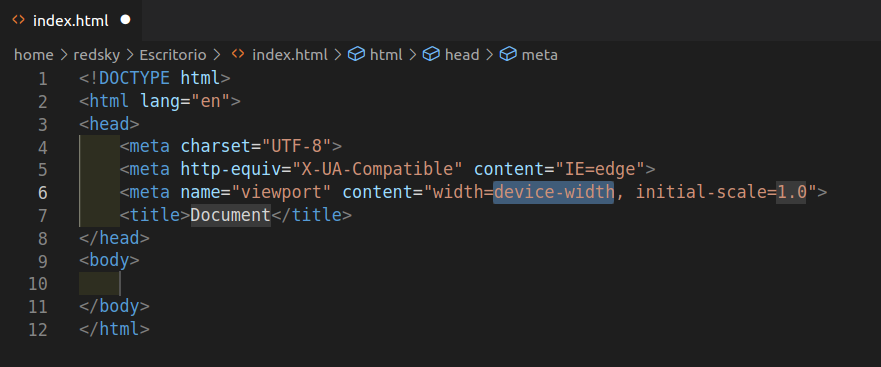 index.html
home > redsky > Escritorio > index.html > html > head > meta
1 <!DOCTYPE html>
2 <html lang="en">
3 <head>
4     <meta charset="UTF-8">
5     <meta http-equiv="X-UA-Compatible" content="IE=edge">
6     <meta name="viewport" content="width=device-width, initial-scale=1.0">
7     <title>Document</title>
8 </head>
9 <body>
10
11 </body>
12 </html>